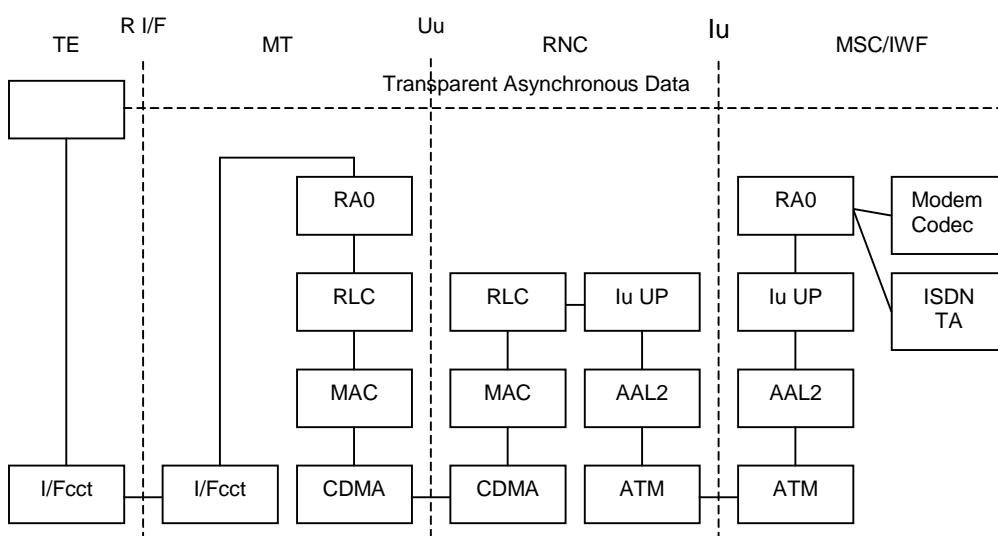 R I/F
Uu
Iu
TE
MT
RNC
MSC/IWF
Transparent Asynchronous Data
RA0
RA0
Modem
Codec
RLC
RLC
Iu UP
Iu UP
ISDN
TA
MAC
MAC
AAL2
AAL2
I/Fcct
I/Fcct
CDMA
CDMA
ATM
ATM